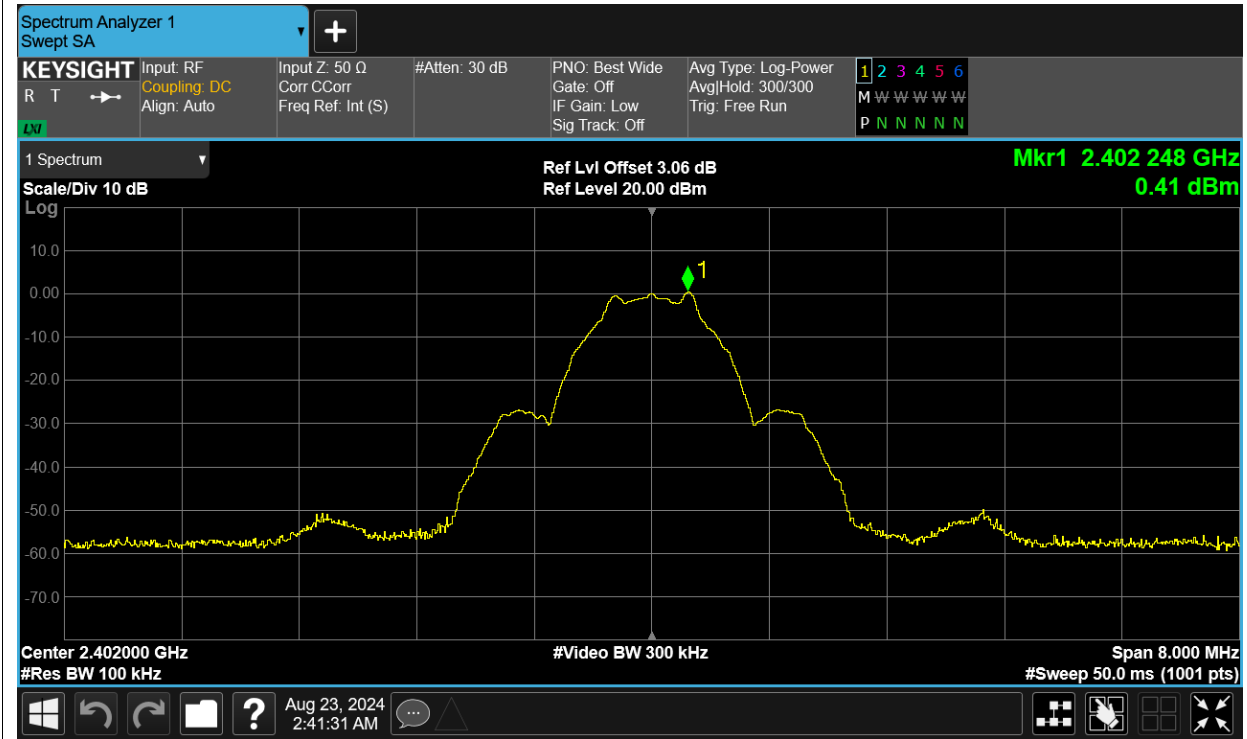 Spectrum Analyzer 1
Swept SA
KEYSIGHT
R T
LXI
Input: RF
Coupling: DC
Align: Auto
Input Z: 50 Ω
Corr CCorr
Freq Ref: Int (S)
#Atten: 30 dB
PNO: Best Wide
Gate: Off
IF Gain: Low
Sig Track: Off
Avg Type: Log-Power
Avg|Hold: 300/300
Trig: Free Run
1 2 3 4 5 6
M W W W W W
P N N N N N N
1 Spectrum
Scale/Div 10 dB
Log
Ref Lvl Offset 3.06 dB
Ref Level 20.00 dBm
Mkr1 2.402 248 GHz
0.41 dBm
1
10.0
0.00
-10.0
-20.0
-30.0
-40.0
-50.0
-60.0
-70.0
Center 2.402000 GHz
#Video BW 300 kHz
Span 8.000 MHz
#Res BW 100 kHz
#Sweep 50.0 ms (1001 pts)
?
Aug 23, 2024
2:41:31 AM